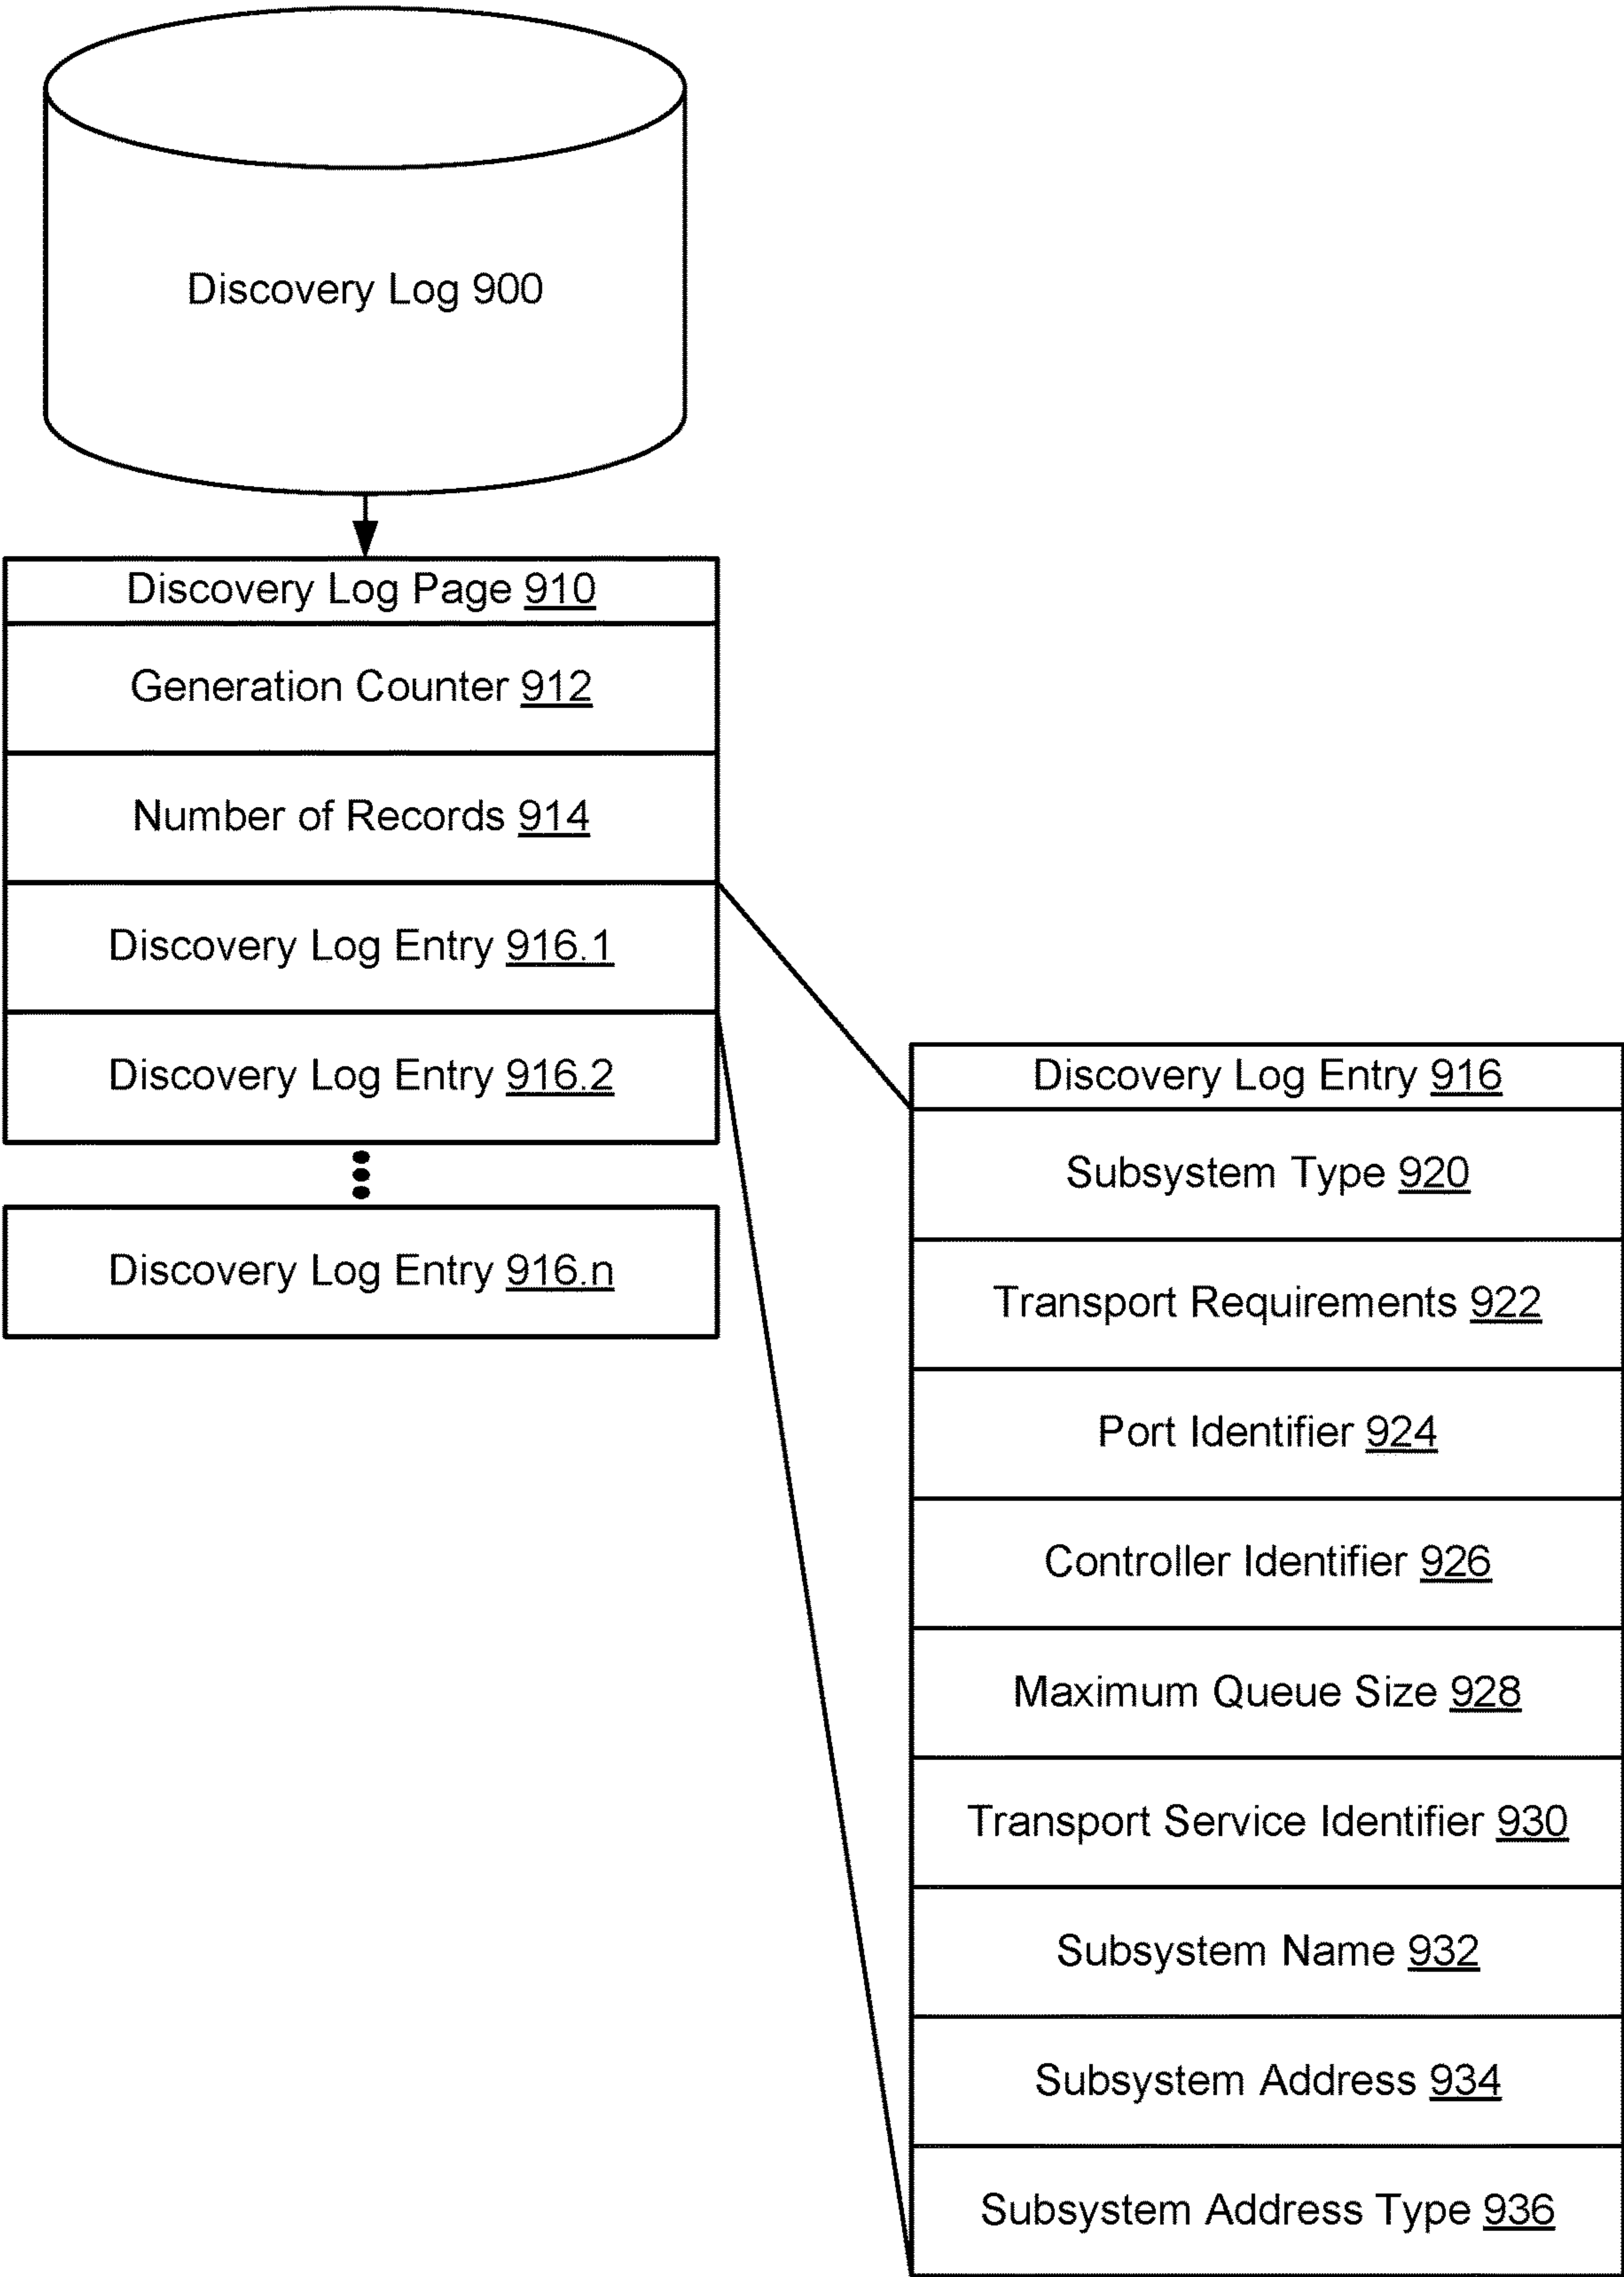 Discovery Log 900
Discovery Log Page 910
Generation Counter 912
Number of Records 914
Discovery Log Entry 916.1
Discovery Log Entry 916.2
Discovery Log Entry 916.n
Discovery Log Entry 916
Subsystem Type 920
Transport Requirements 922
Port Identifier 924
Controller Identifier 926
Maximum Queue Size 928
Transport Service Identifier 930
Subsystem Name 932
Subsystem Address 934
Subsystem Address Type 936